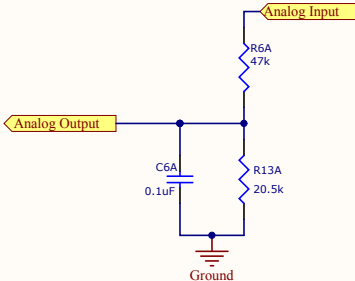 Analog Input
R6A
47k
Analog Output
C6A
0.1uF
R13A
20.5k
Ground